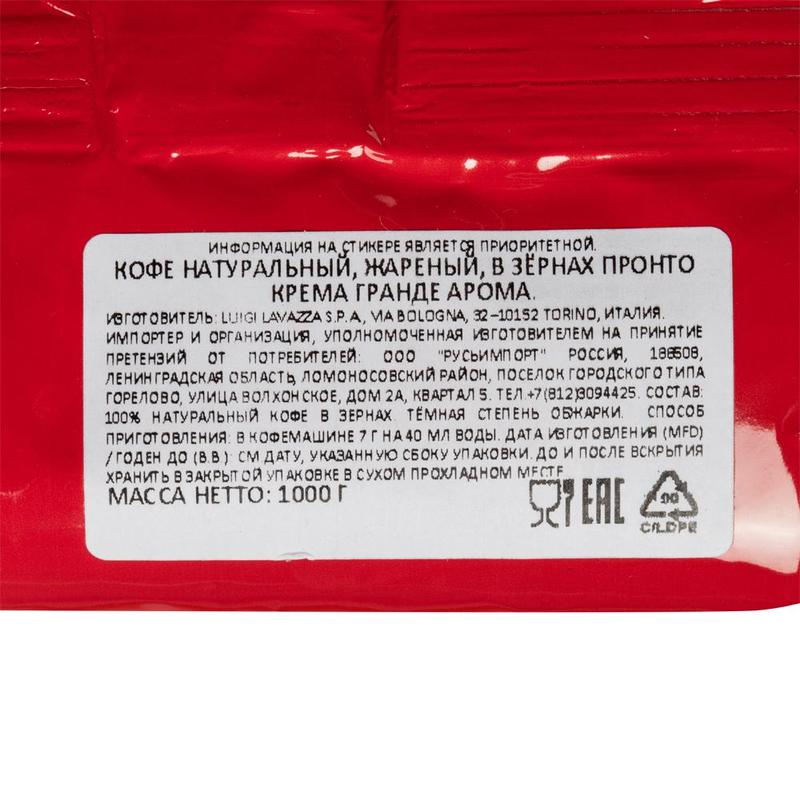 ИНФОРМАЦИЯ НА СТИКЕРЕ ЯВЛЯЕТСЯ ПРИОРИТЕТНОЙ.
КОФЕ НАТУРАЛЬНЫЙ, ЖАРЕНЫЙ, В ЗЁРНАХ ПРОНТО
КРЕМА ГРАНДЕ АРОМА.
ИЗГОТОВИТЕЛЬ: LUIGI LAVAZZA S.P.A, VIA BOLOGNA, 32-10152 TORINO, ИТАЛИЯ.
ИМПОРТЕР И ОРГАНИЗАЦИЯ, УПОЛНОМОЧЕННАЯ ИЗГОТОВИТЕЛЕМ НА ПРИНЯТИЕ
ПРЕТЕНЗИЙ ОТ ПОТРЕБИТЕЛЕЙ: ООО "РУСЬИМПОРТ" РОССИЯ, 188508,
ЛЕНИНГРАДСКАЯ ОБЛАСТЬ, ЛОМОНОСОВСКИЙ РАЙОН, ПОСЕЛОК ГОРОДСКОГО ТИПА
ГОРЕЛОВО, УЛИЦА ВОЛХОНСКОЕ, ДОМ 2А, КВАРТАЛ 5. ТЕЛ.+7(812)3094425. СОСТАВ:
100% НАТУРАЛЬНЫЙ КОФЕ В ЗЕРНАХ. ТЁМНАЯ СТЕПЕНЬ ОБЖАРКИ. СПОСОБ
ПРИГОТОВЛЕНИЯ: В КОФЕМАШИНЕ 7 Г НА 40 МЛ ВОДЫ. ДАТА ИЗГОТОВЛЕНИЯ (MFD)
/ ГОДЕН ДО (B.B): СМ ДАТУ, УКАЗАННУЮ СБОКУ УПАКОВКИ. ДО И ПОСЛЕ ВСКРЫТИЯ
ХРАНИТЬ В ЗАКРЫТОЙ УПАКОВКЕ В СУХОМ ПРОХЛАДНОМ МЕСТЕ
МАССА НЕТТО: 1000 Г
EAC
90
C/LDPE